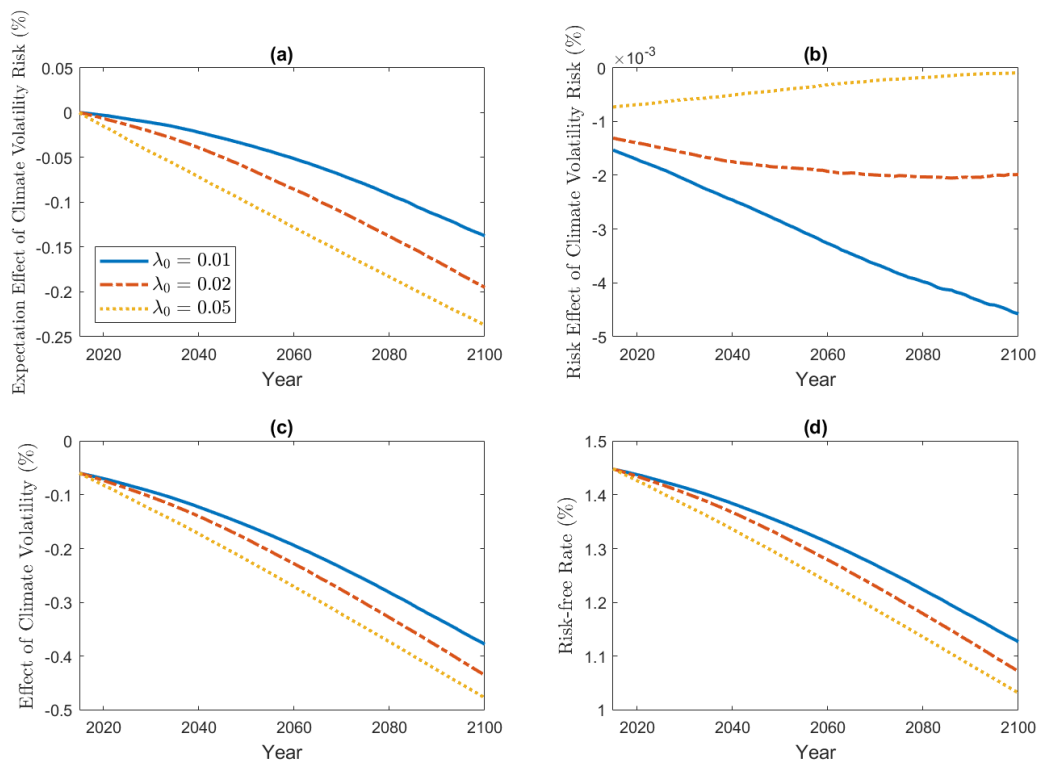 (a)
Expectation Effect of Climate Volatility Risk (%)
0.05
0
-0.05
-0.1
-0.15
-0.2
-0.25
λ₀ = 0.01
λ₀ = 0.02
λ₀ = 0.05
2020 2040 2060 2080 2100
Year
(b)
×10⁻³
Risk Effect of Climate Volatility Risk (%)
0
-1
-2
-3
-4
-5
2020 2040 2060 2080 2100
Year
(c)
Effect of Climate Volatility (%)
0
-0.1
-0.2
-0.3
-0.4
-0.5
2020 2040 2060 2080 2100
Year
(d)
Risk-free Rate (%)
1.5
1.4
1.3
1.2
1.1
1
2020 2040 2060 2080 2100
Year